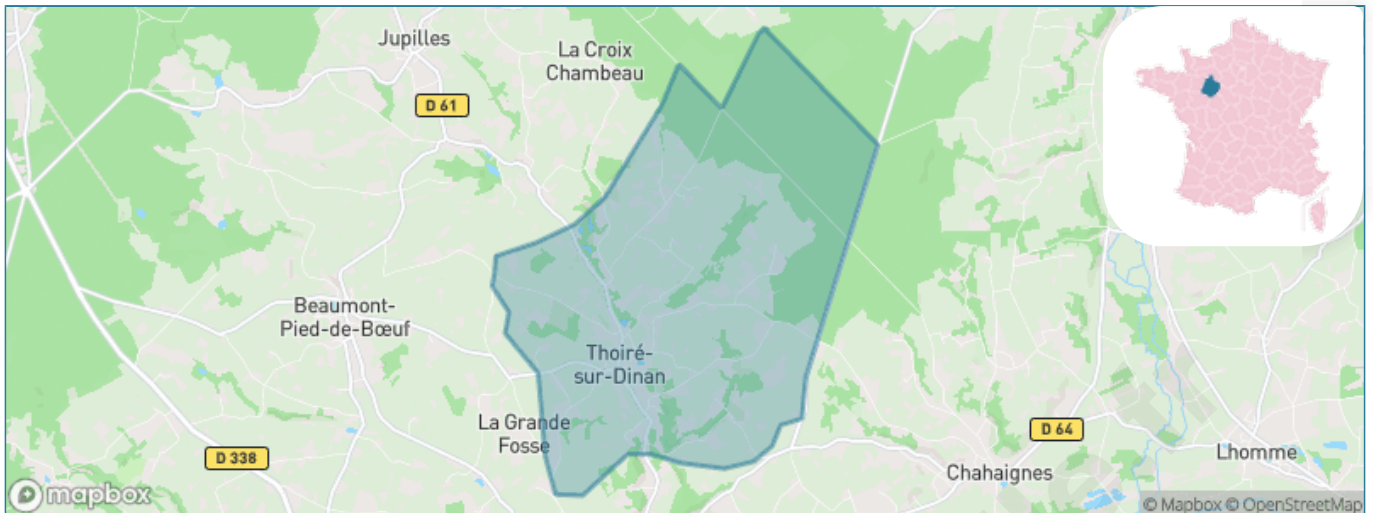 Jupilles
La Croix
Chambeau
D 61
Beaumont-
Pied-de-Bœuf
Thoiré-
sur-Dinan
La Grande
Fosse
D 64
D 338
Lhomme
Chahaignes
mapbox
© Mapbox © OpenStreetMap